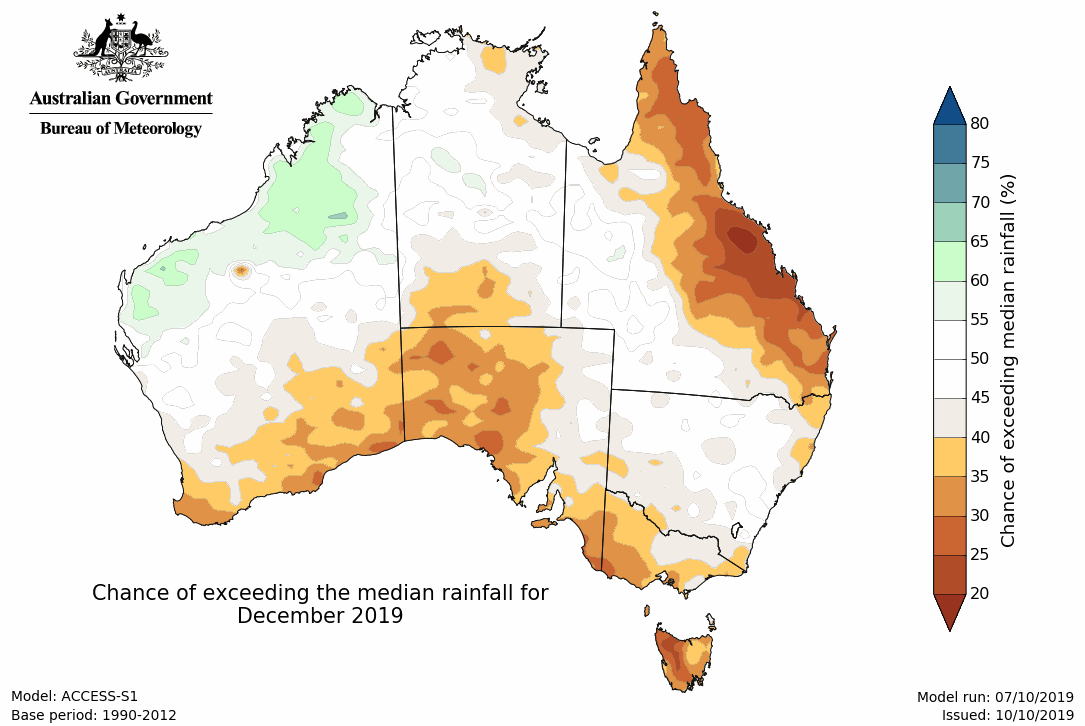 Australian Government
Bureau of Meteorology
80
75
70
65
60
55
50
45
40
35
30
25
20
Chance of exceeding median rainfall (%)
Chance of exceeding the median rainfall for
December 2019
Model: ACCESS-S1
Base period: 1990-2012
Model run: 07/10/2019
Issued: 10/10/2019